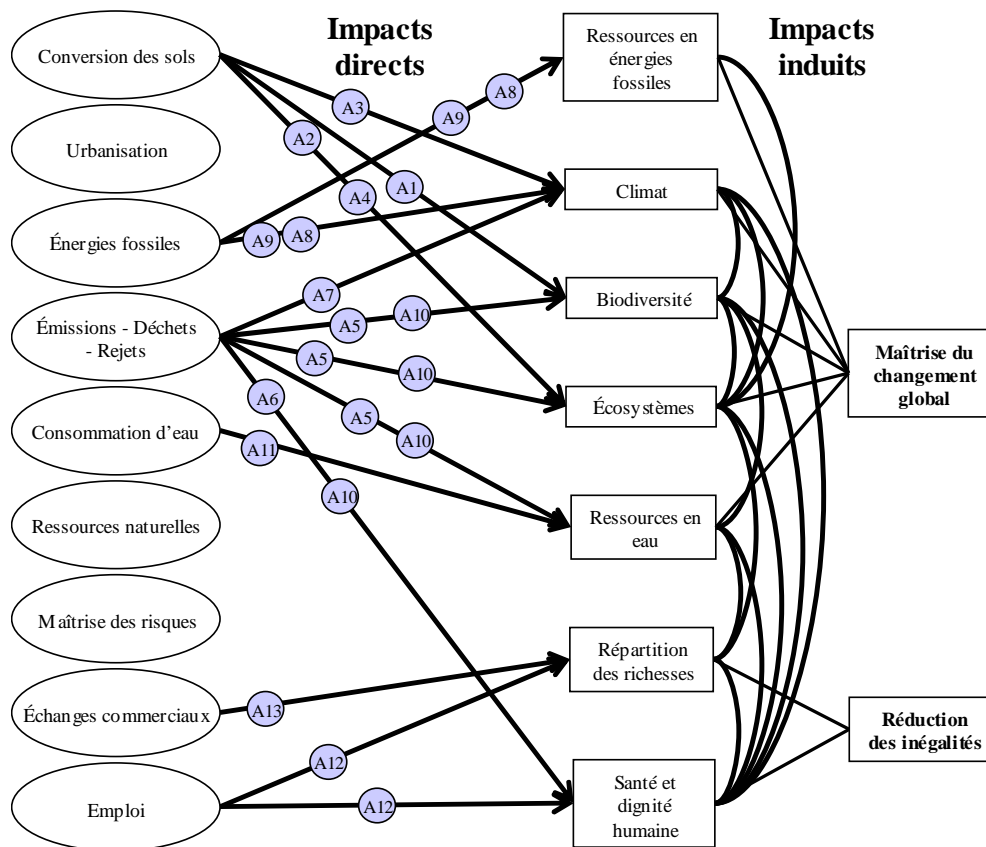 Impacts
directs
Impacts
induits
Conversion des sols
Urbanisation
Énergies fossiles
Émissions - Déchets
- Rejets
Consommation d'eau
Ressources naturelles
Maîtrise des risques
Échanges commerciaux
Emploi
A3
A9
A8
A2
A4
A1
A9
A8
A7
A5
A10
A5
A10
A6
A5
A10
A11
A10
A13
A12
A12
Ressources en
énergies
fossiles
Climat
Biodiversité
Écosystèmes
Ressources en
eau
Répartition
des richesses
Santé et
dignité
humaine
Maîtrise du
changement
global
Réduction
des inégalités